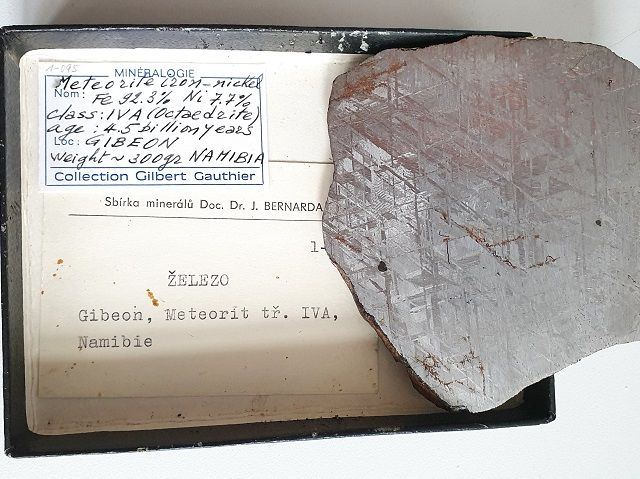 1-095
MINÉRALOGIE
Meteorite iron-nickel
Nom: Fe 92.3% Ni 7.7%
class: IVA (Octaedrite)
age: 4.5 billion years
Loc: GIBEON
Weight ~ 300gr NAMIBIA
Collection Gilbert Gauthier
Sbírka minerálů Doc. Dr. J. BERNARDA
1-
ŽELEZO
Gibeon, Meteorit tř. IVA,
Namibie